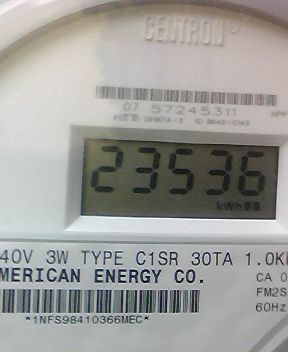 CENTRON®
07 57245311
23536
kWh
40V 3W TYPE C1SR 30TA 1.0K
MERICAN ENERGY CO.
CA 0
FM2S
60Hz
*1NFS98410366MEC*